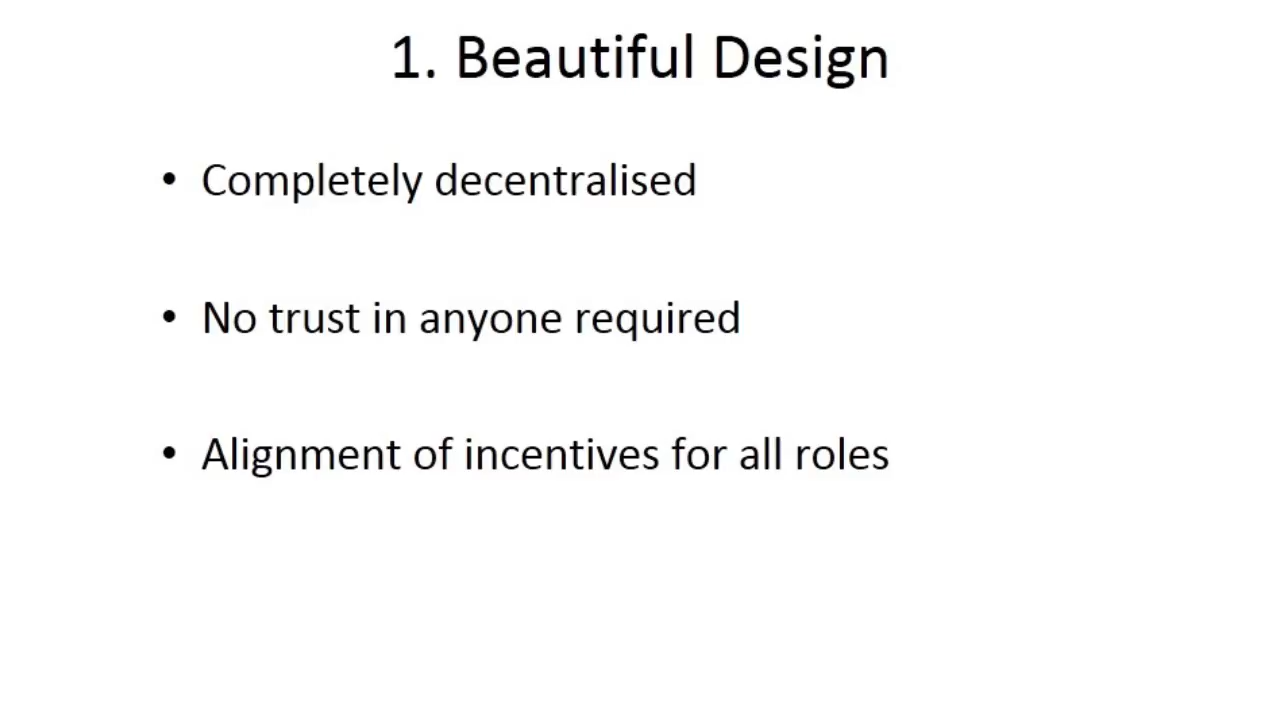 1. Beautiful Design
• Completely decentralised
• No trust in anyone required
• Alignment of incentives for all roles